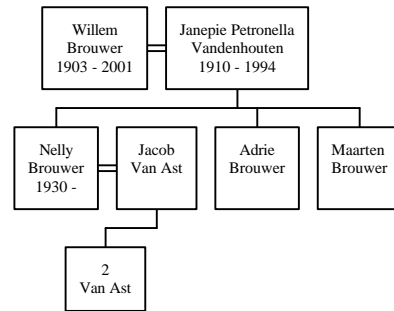 Willem
Brouwer
1903 - 2001
Janepie Petronella
Vandenhouten
1910 - 1994
Nelly
Brouwer
1930 -
Jacob
Van Ast
Adrie
Brouwer
Maarten
Brouwer
2
Van Ast